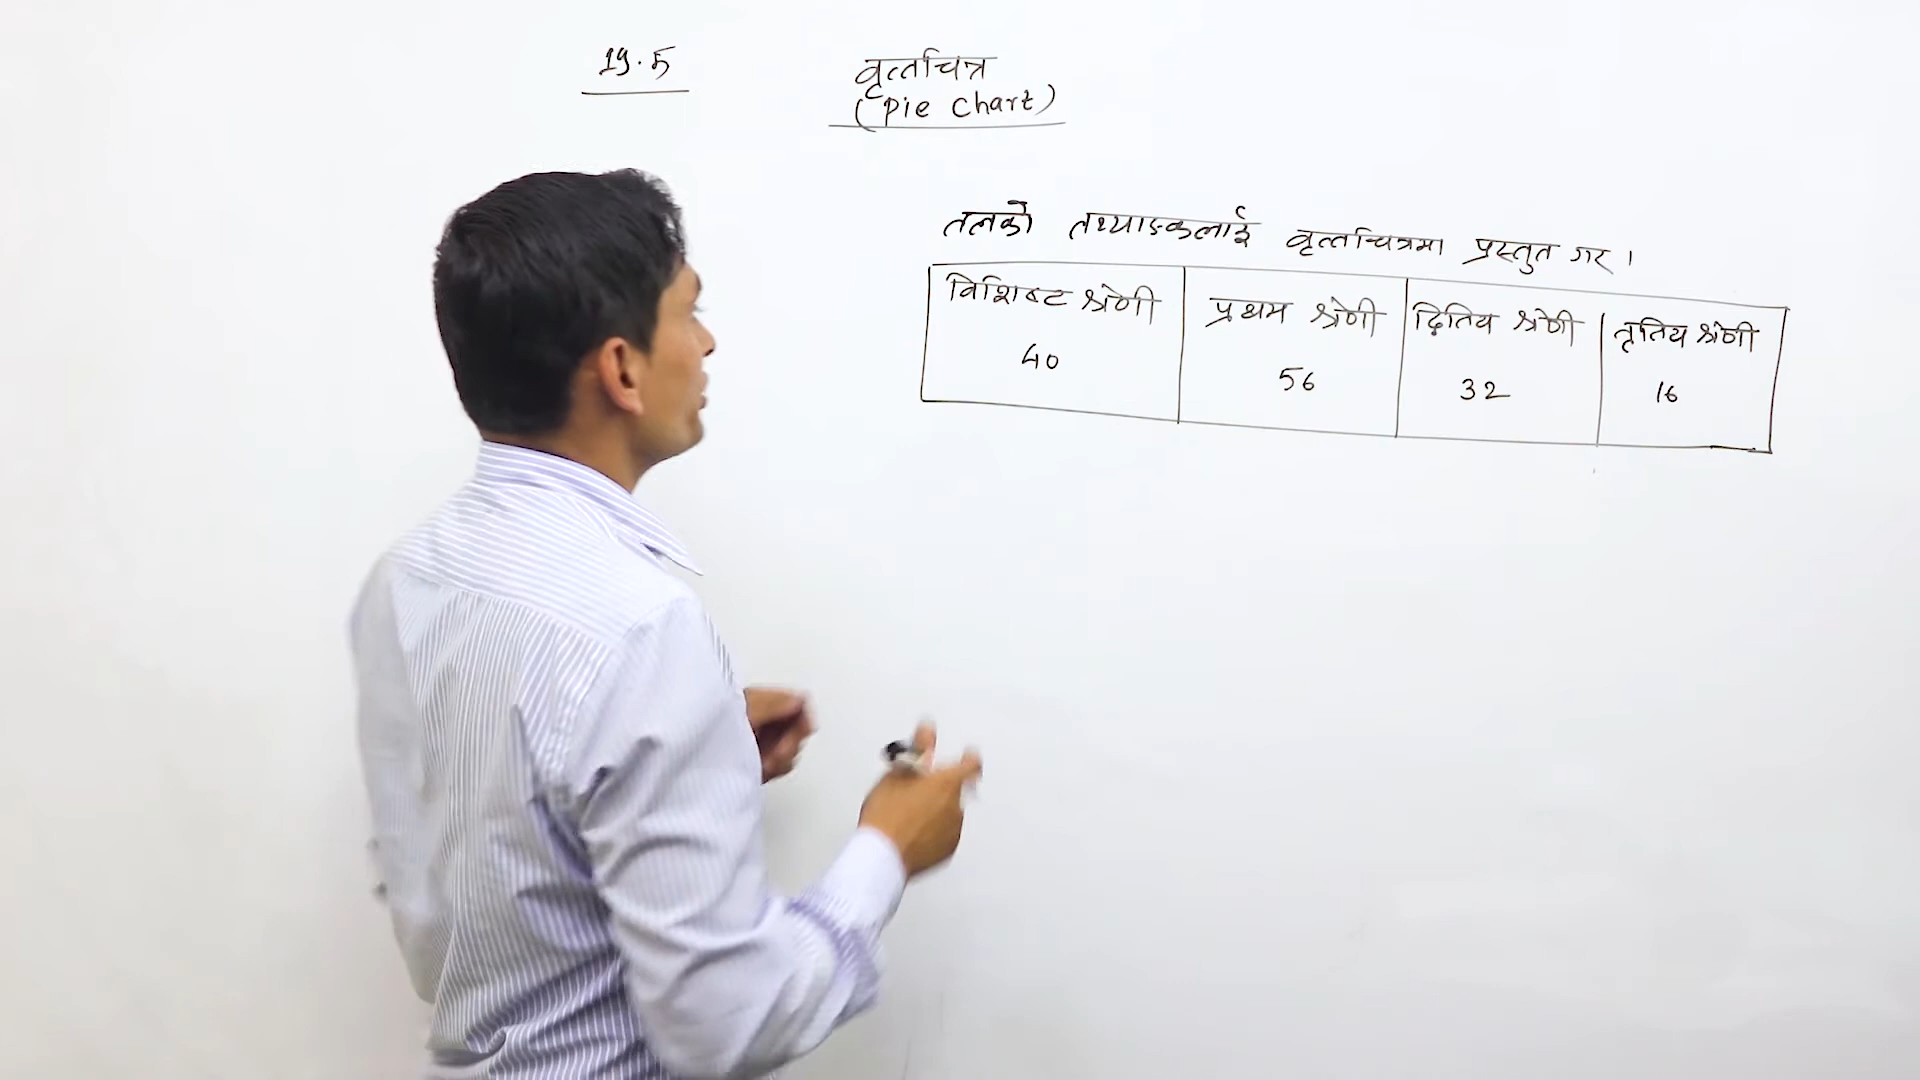 19.5
वृत्तचित्र
(Pie Chart)
तलको तथ्याङ्कलाई वृत्तचित्रमा प्रस्तुत गर ।
विशिष्ट श्रेणी प्रथम श्रेणी द्वितिय श्रेणी तृतिय श्रेणी
40 56 32 16